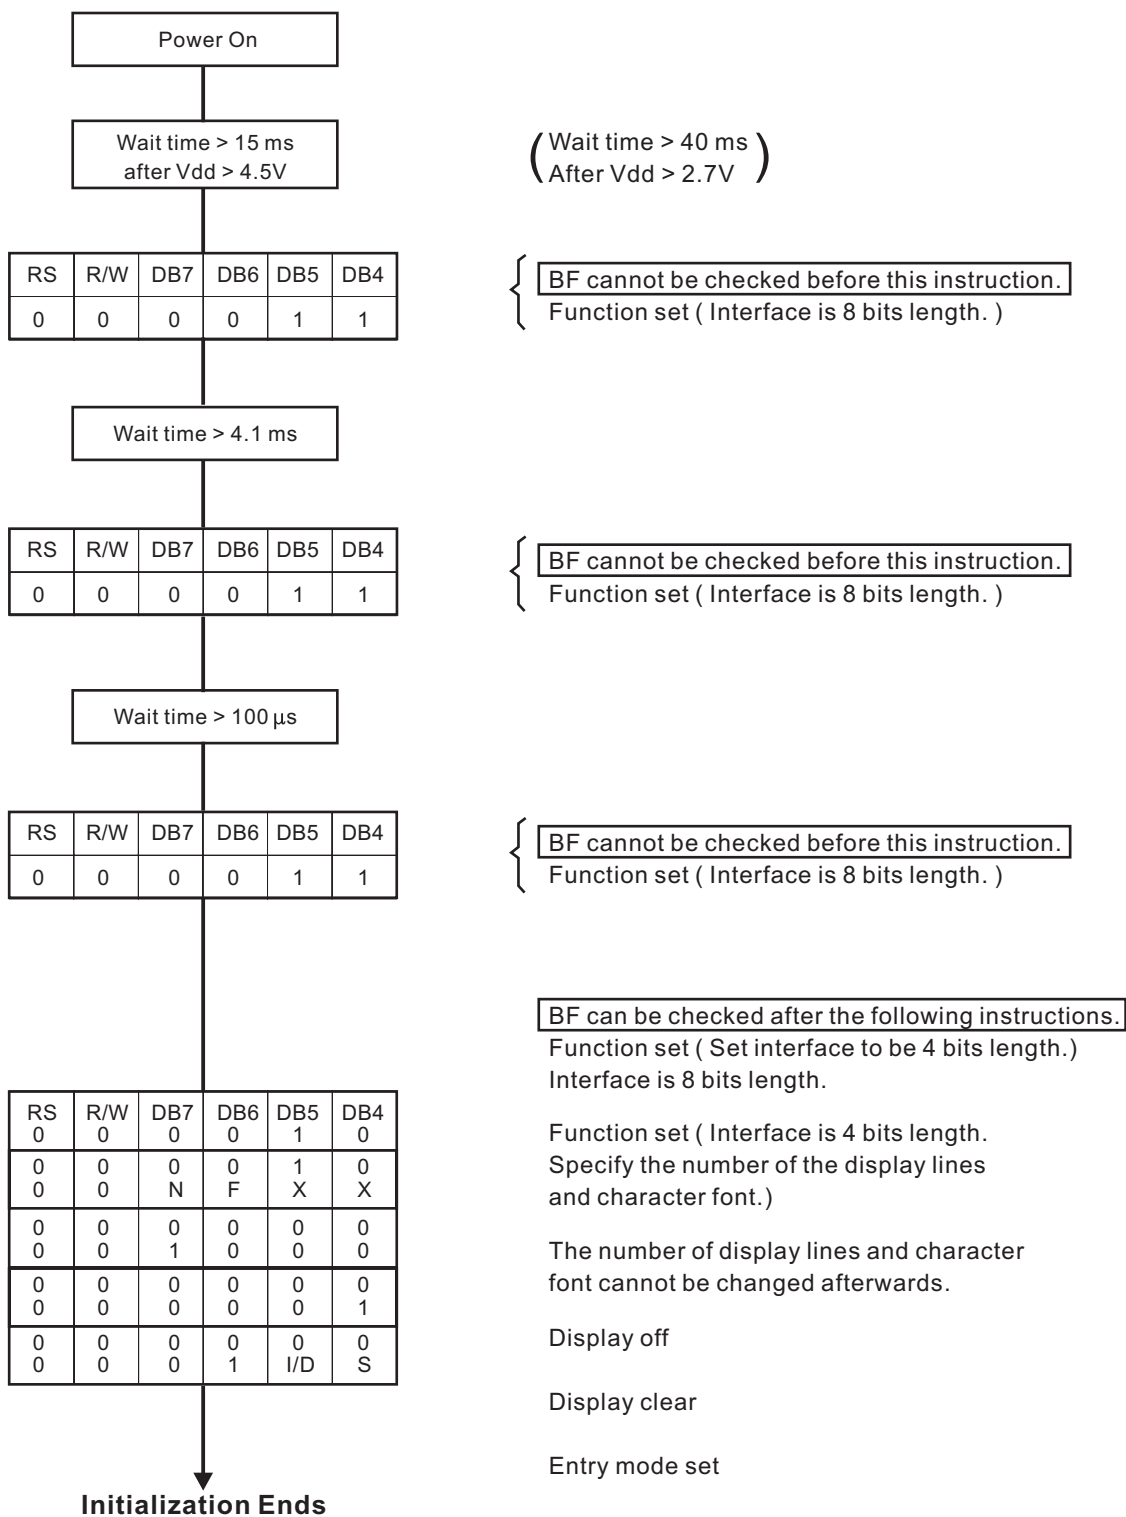 Power On
Wait time > 15 ms
after Vdd > 4.5V
(Wait time > 40 ms
After Vdd > 2.7V)
RS R/W DB7 DB6 DB5 DB4
0 0 0 0 1 1
BF cannot be checked before this instruction.
Function set ( Interface is 8 bits length. )
Wait time > 4.1 ms
RS R/W DB7 DB6 DB5 DB4
0 0 0 0 1 1
BF cannot be checked before this instruction.
Function set ( Interface is 8 bits length. )
Wait time > 100 µs
RS R/W DB7 DB6 DB5 DB4
0 0 0 0 1 1
BF cannot be checked before this instruction.
Function set ( Interface is 8 bits length. )
BF can be checked after the following instructions.
Function set ( Set interface to be 4 bits length.)
Interface is 8 bits length.
RS R/W DB7 DB6 DB5 DB4
0 0 0 0 1 0
0 0 0 0 1 0
0 0 N F X X
0 0 0 0 0 0
0 0 1 0 0 0
0 0 0 0 0 0
0 0 0 0 0 1
0 0 0 0 0 0
0 0 0 1 I/D S
Function set ( Interface is 4 bits length.
Specify the number of the display lines
and character font.)
The number of display lines and character
font cannot be changed afterwards.
Display off
Display clear
Entry mode set
Initialization Ends